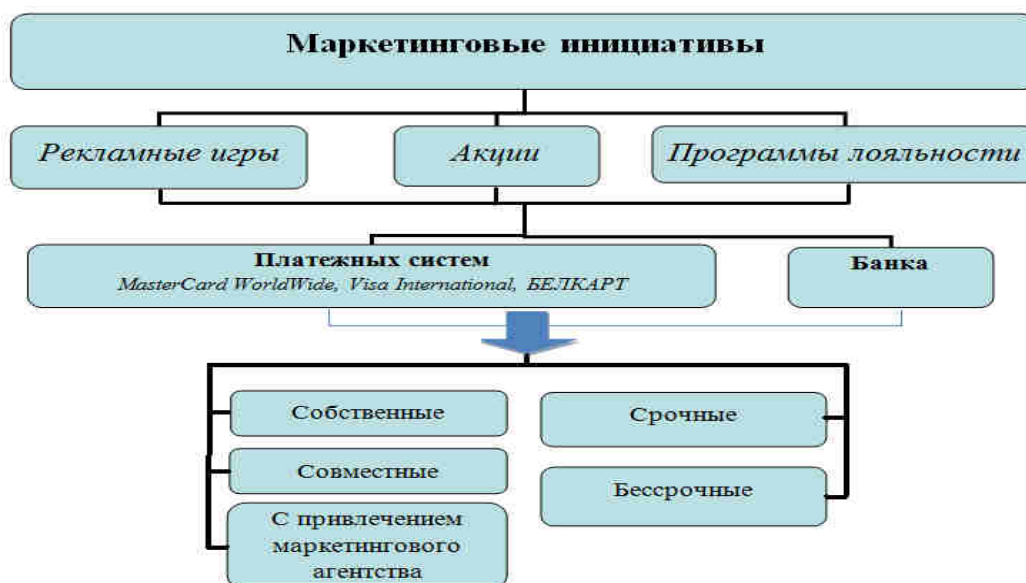 Маркетинговые инициативы
Рекламные игры
Акции
Программы лояльности
Платежных систем
MasterCard WorldWide, Visa International, БЕЛКАРТ
Банка
Собственные
Совместные
С привлечением
маркетингового
агентства
Срочные
Бессрочные